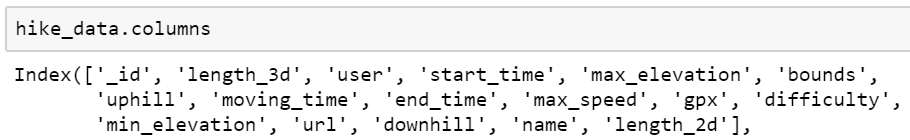 hike_data.columns
Index(['_id', 'length_3d', 'user', 'start_time', 'max_elevation', 'bounds',
'uphill', 'moving_time', 'end_time', 'max_speed', 'gpx', 'difficulty',
'min_elevation', 'url', 'downhill', 'name', 'length_2d'],